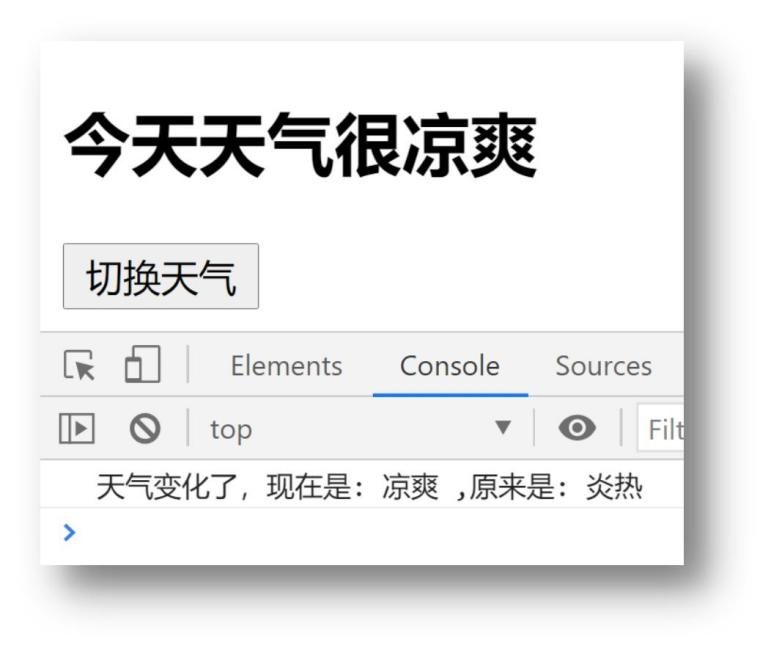 今天天气很凉爽
切换天气
Elements Console Sources
top Filt
天气变化了，现在是：凉爽 ,原来是：炎热